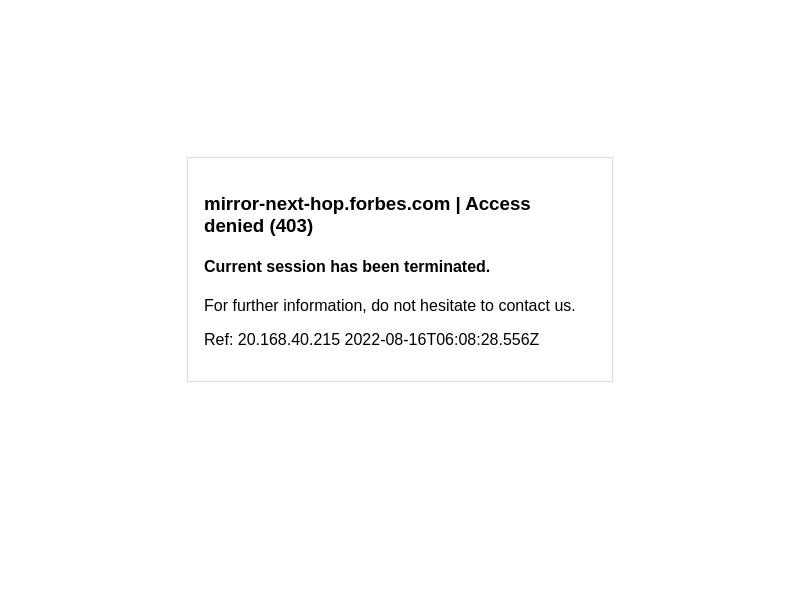 mirror-next-hop.forbes.com | Access
denied (403)
Current session has been terminated.
For further information, do not hesitate to contact us.
Ref: 20.168.40.215 2022-08-16T06:08:28.556Z